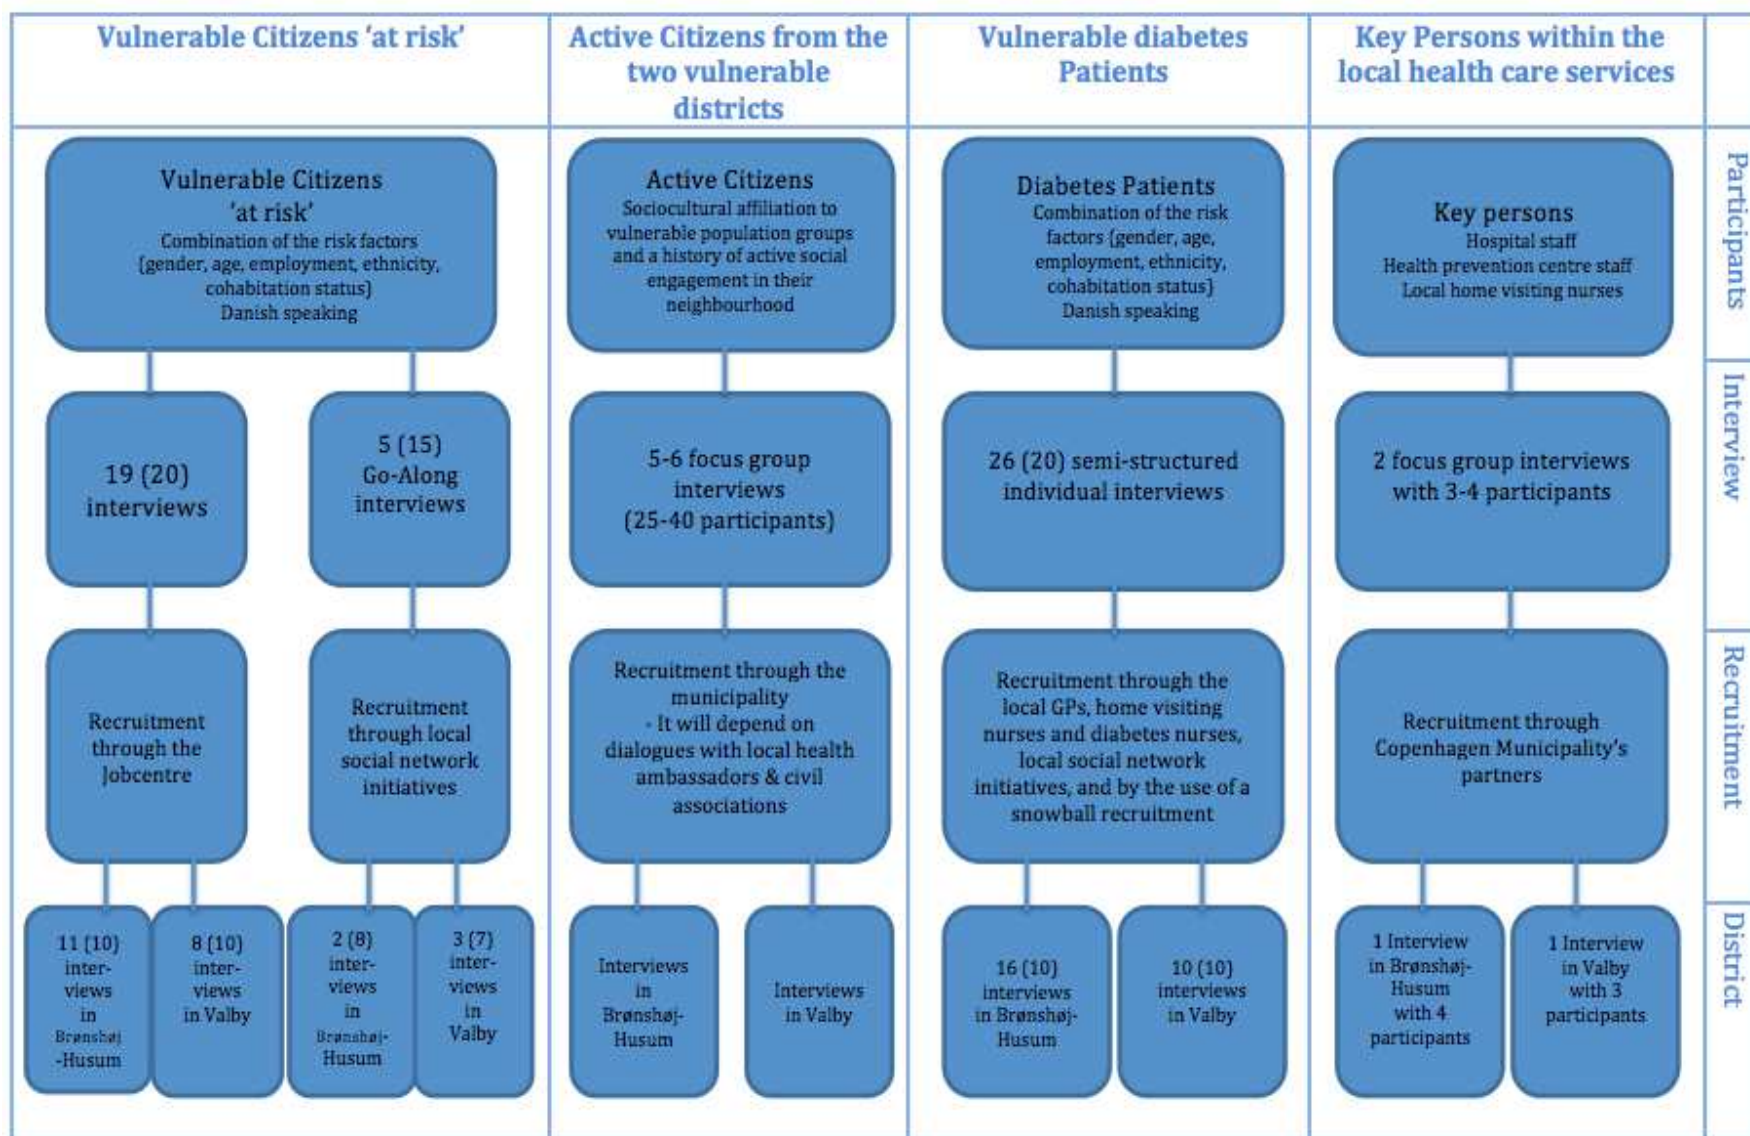 Vulnerable Citizens ‘at risk’
Active Citizens from the
two vulnerable
districts
Vulnerable diabetes
Patients
Key Persons within the
local health care services
Participants
Vulnerable Citizens
‘at risk’
Combination of the risk factors
(gender, age, employment, ethnicity,
cohabitation status)
Danish speaking
Active Citizens
Sociocultural affiliation to
vulnerable population groups
and a history of active social
engagement in their
neighbourhood
Diabetes Patients
Combination of the risk
factors (gender, age,
employment, ethnicity,
cohabitation status)
Danish speaking
Key persons
Hospital staff
Health prevention centre staff
Local home visiting nurses
Interview
19 (20)
interviews
5 (15)
Go-Along
interviews
5-6 focus group
interviews
(25-40 participants)
26 (20) semi-structured
individual interviews
2 focus group interviews
with 3-4 participants
Recruitment
Recruitment
through the
Jobcentre
Recruitment
through local
social network
initiatives
Recruitment through the
municipality
- It will depend on
dialogues with local health
ambassadors & civil
associations
Recruitment through the
local GPs, home visiting
nurses and diabetes nurses,
local social network
initiatives, and by the use of a
snowball recruitment
Recruitment through
Copenhagen Municipality’s
partners
District
11 (10)
inter-
views
in
Brønshøj
-Husum
8 (10)
inter-
views
in Valby
2 (8)
inter-
views
in
Brønshøj-
Husum
3 (7)
inter-
views
in
Valby
Interviews
in
Brønshøj-
Husum
Interviews
in Valby
16 (10)
interviews
in Brønshøj-
Husum
10 (10)
interviews
in Valby
1 Interview
in Brønshøj-
Husum
with 4
participants
1 Interview
in Valby
with 3
participants